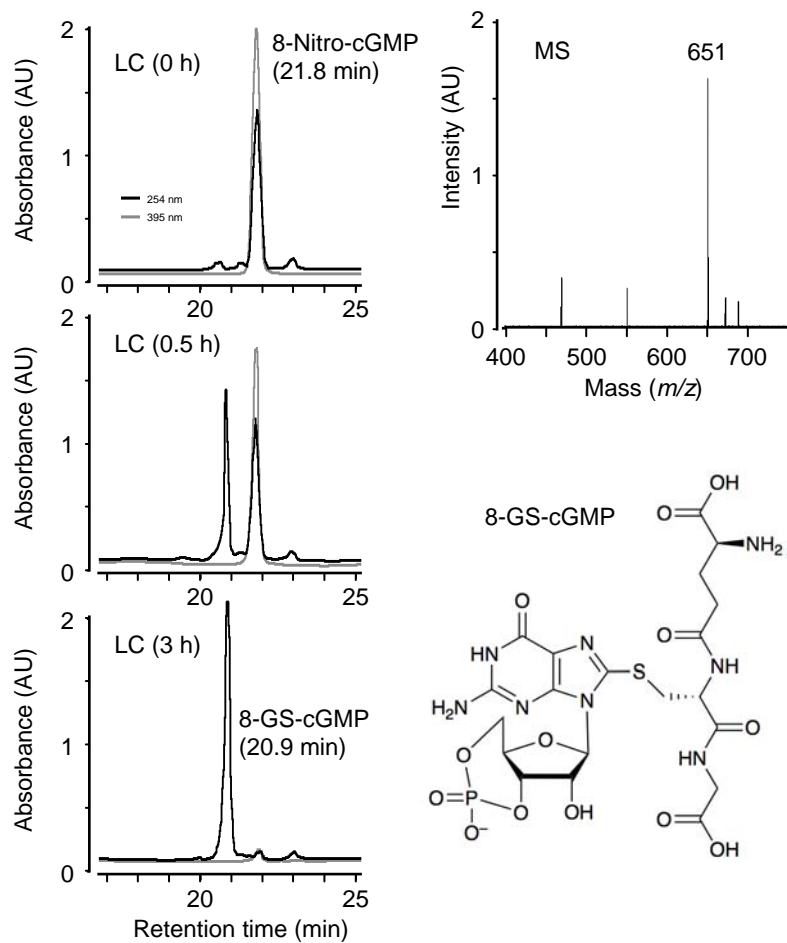 LC (0 h)
8-Nitro-cGMP
(21.8 min)
Absorbance (AU)
2
1
0
254 nm
395 nm
20
25
LC (0.5 h)
Absorbance (AU)
2
1
0
20
25
LC (3 h)
8-GS-cGMP
(20.9 min)
Absorbance (AU)
2
1
0
20
25
Retention time (min)
MS
651
Intensity (AU)
2
1
0
400
500
600
700
Mass (m/z)
8-GS-cGMP
OH
O
NH2
O
O
HN
N
S
NH
H2N
N
N
O
O
O
HN
O=P
O
OH
O−
O
OH